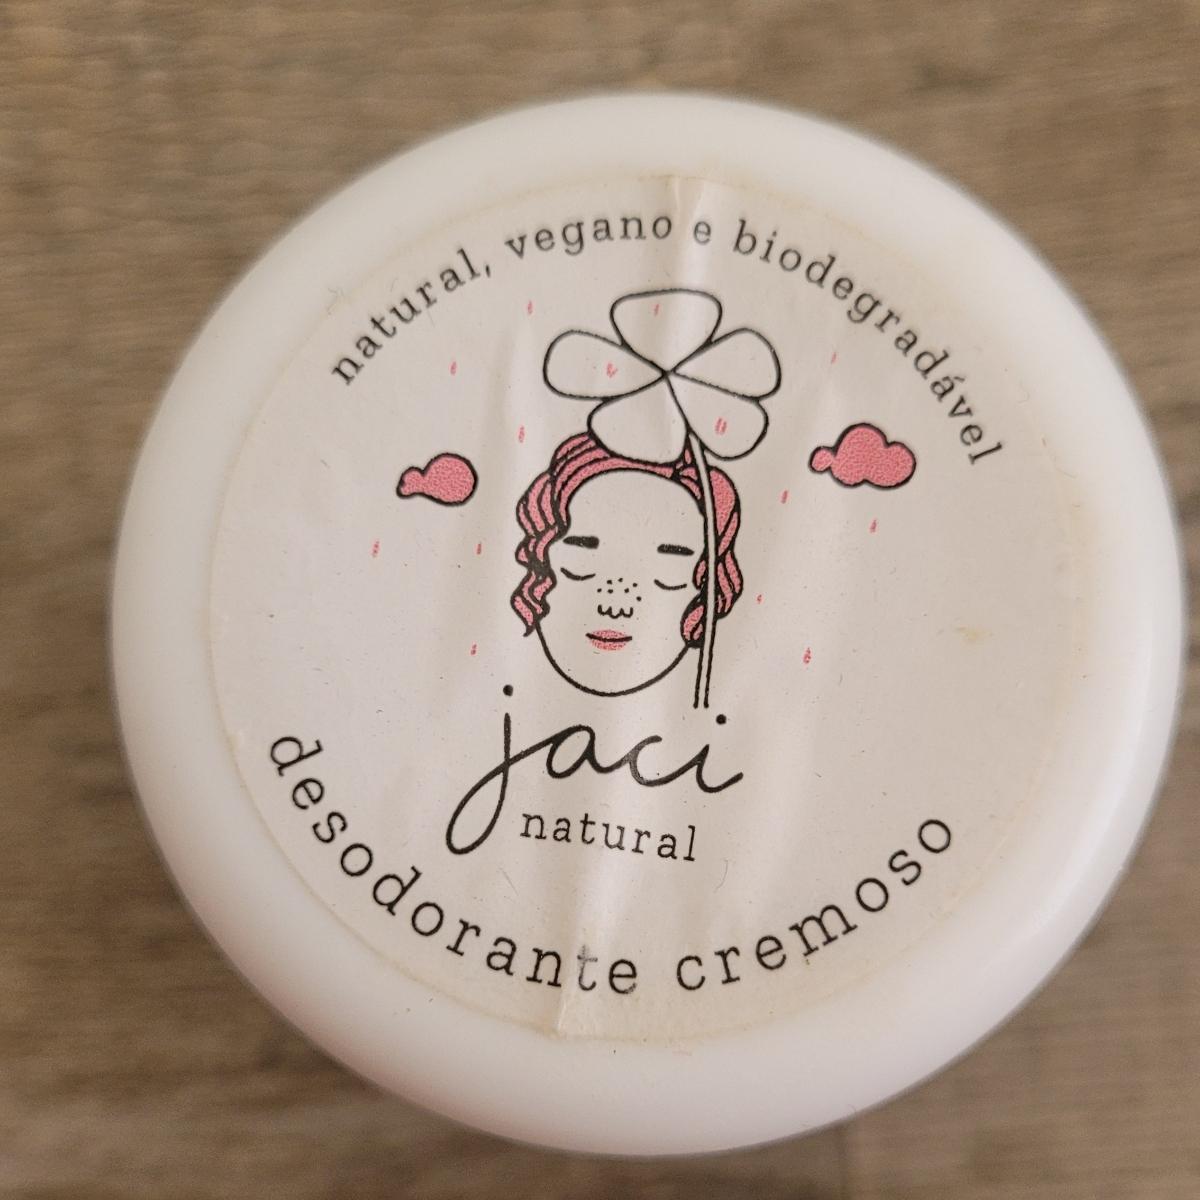 natural, vegano e biodegradável
jaci
natural
desodorante cremoso